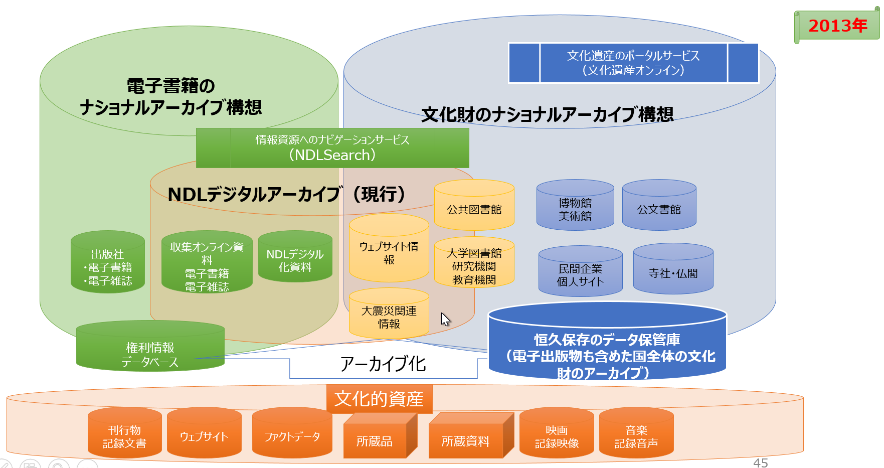 2013年
文化遺産のポータルサービス
（文化遺産オンライン）
電子書籍の
ナショナルアーカイブ構想
文化財のナショナルアーカイブ構想
情報資源へのナビゲーションサービス
（NDLSearch）
NDLデジタルアーカイブ（現行）
公共図書館
博物館
美術館
公文書館
出版社
・電子書籍
・電子雑誌
収集オンライン資
料
電子書籍
電子雑誌
NDLデジタル
化資料
ウェブサイト情
報
大学図書館
研究機関
教育機関
民間企業
個人サイト
寺社・仏閣
大震災関連
情報
権利情報
データベース
アーカイブ化
恒久保存のデータ保管庫
（電子出版物も含めた国全体の文化
財のアーカイブ）
文化的資産
刊行物
記録文書
ウェブサイト
ファクトデータ
所蔵品
所蔵資料
映画
記録映像
音楽
記録音声
45